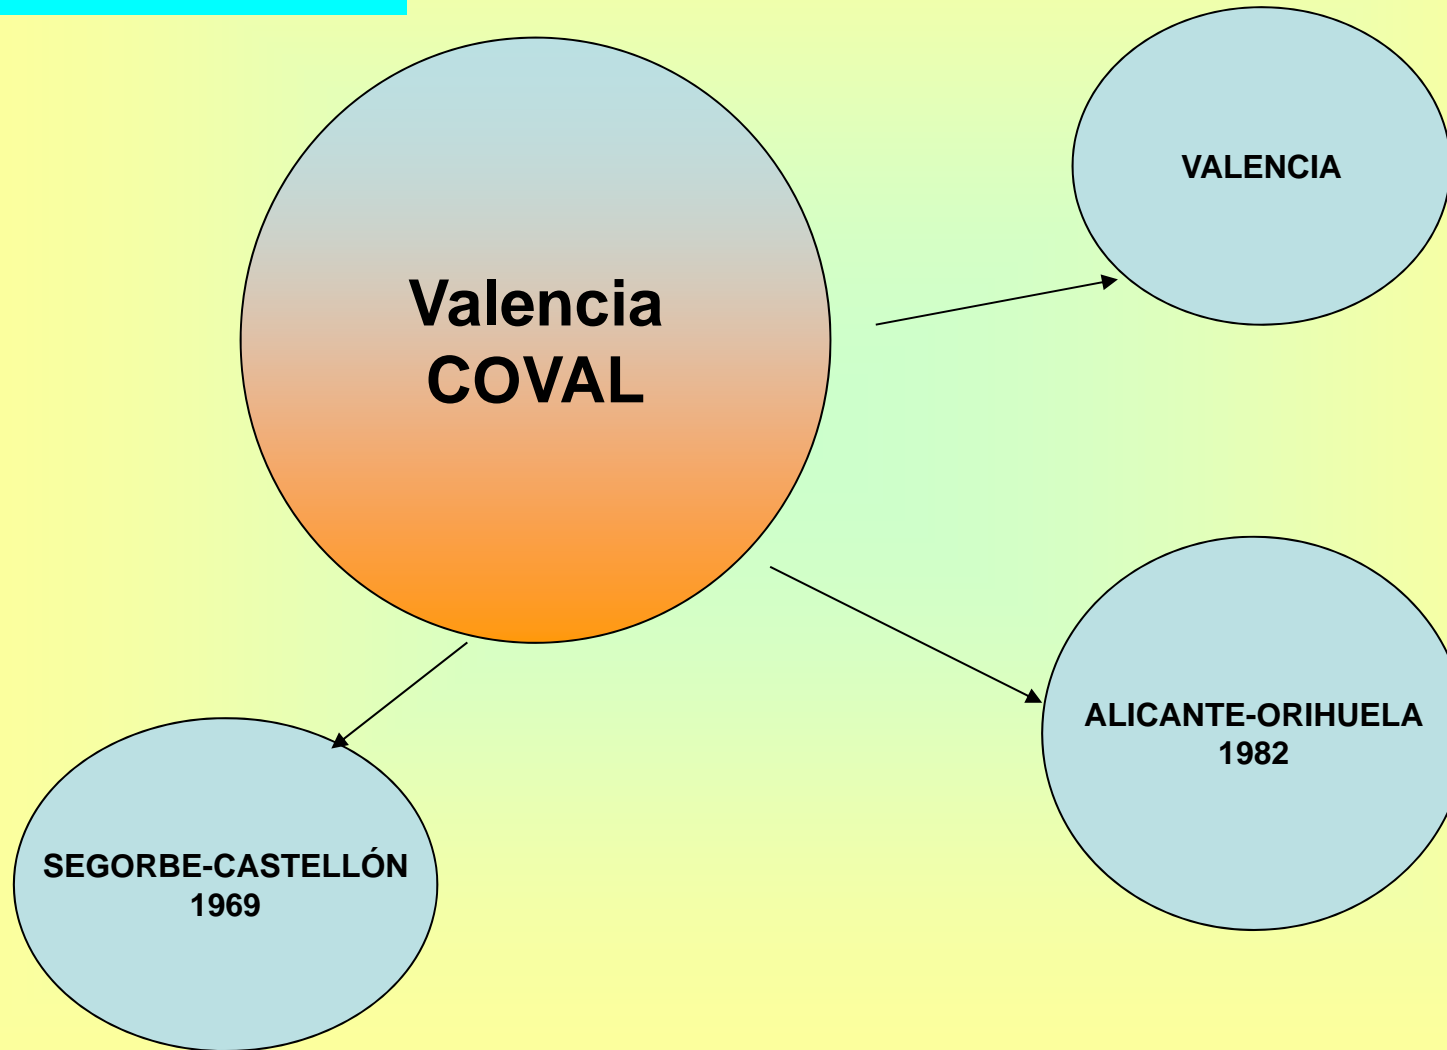 Valencia
COVAL
VALENCIA
ALICANTE-ORIHUELA
1982
SEGORBE-CASTELLÓN
1969